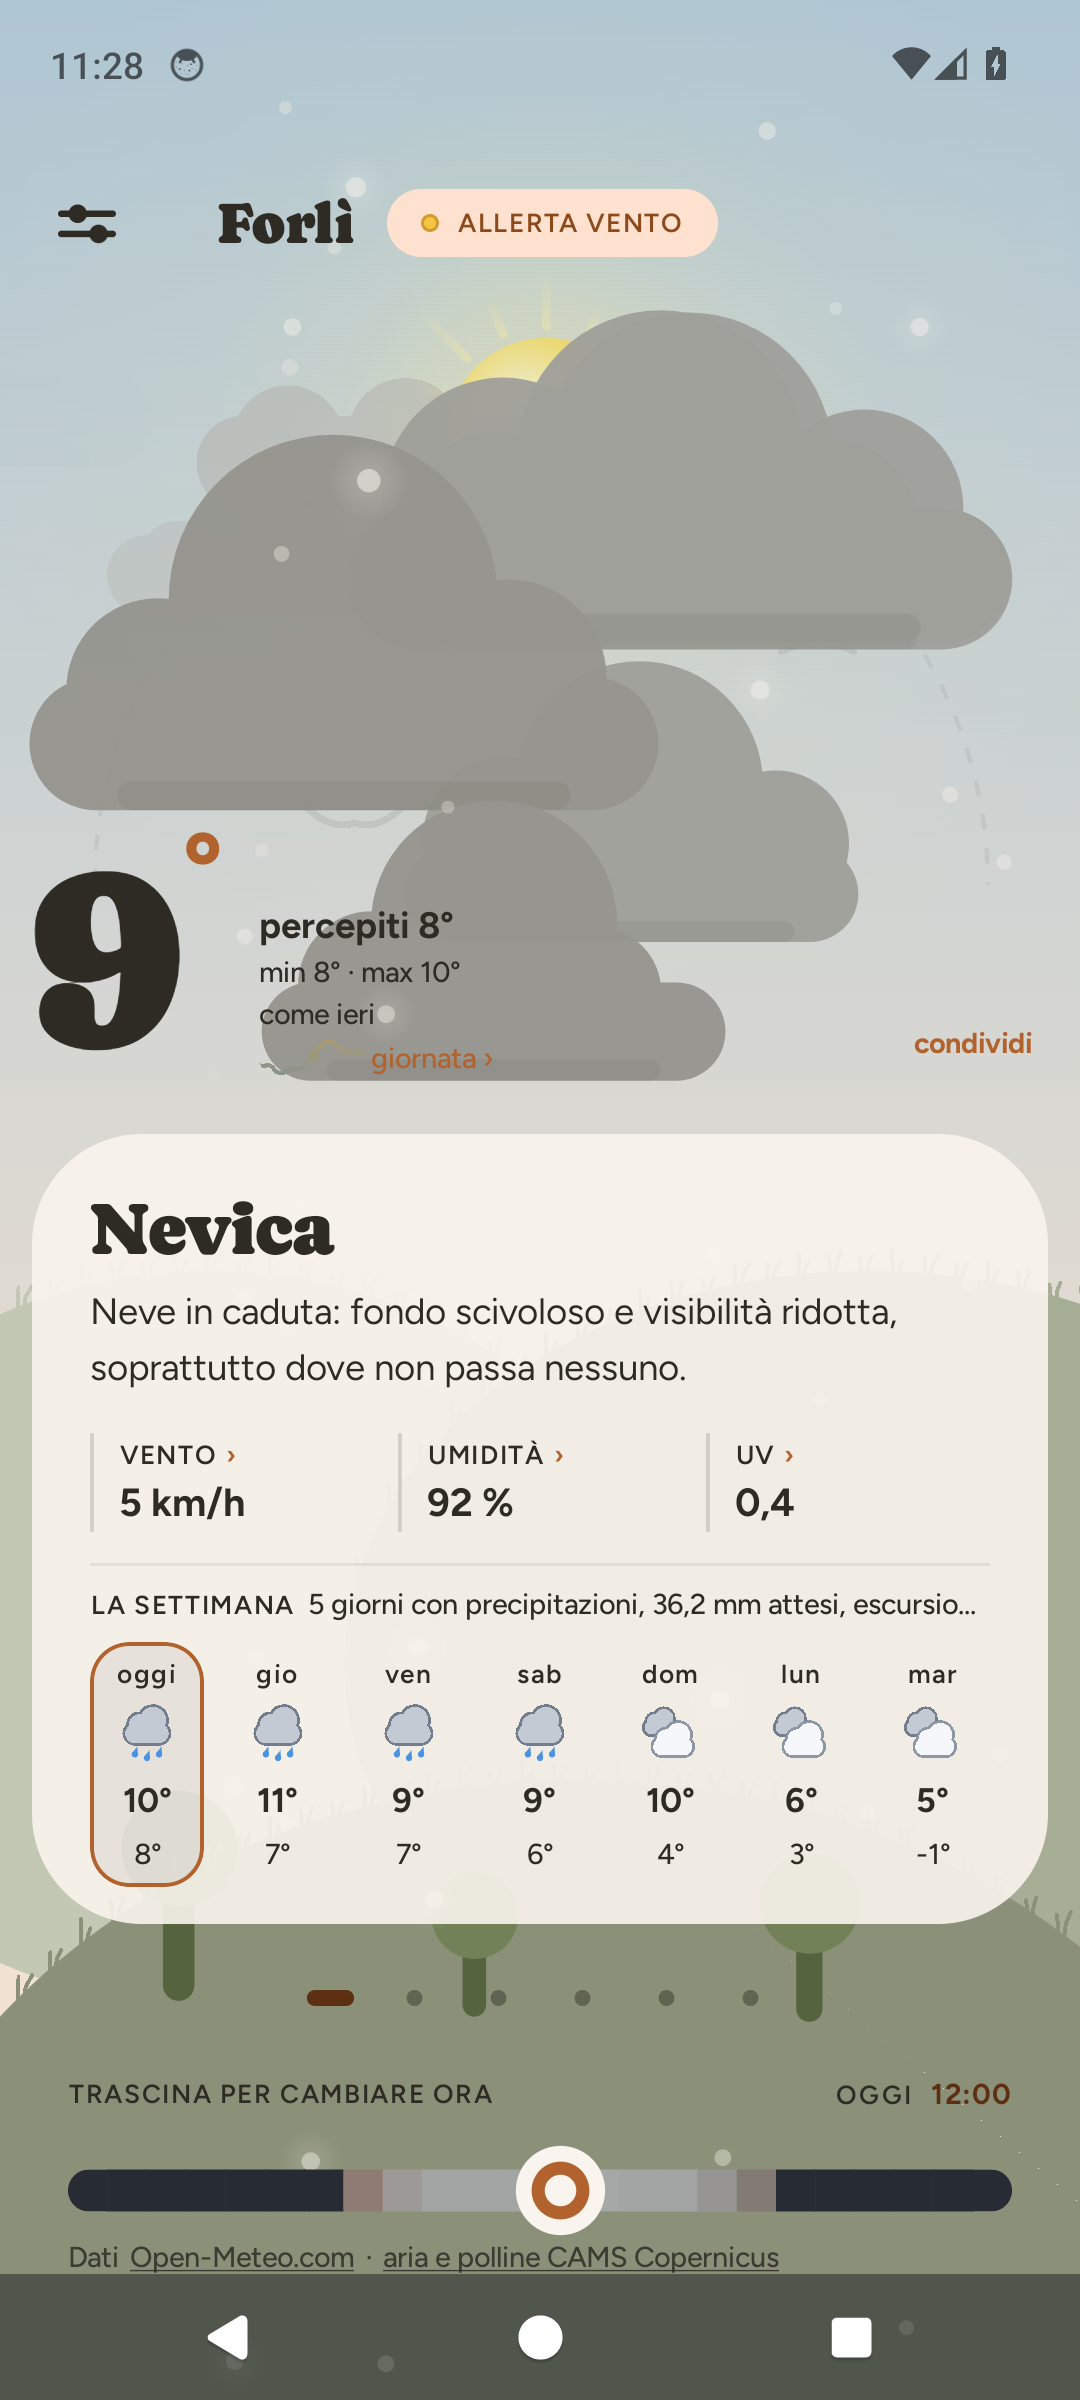 11:28
Forlì
ALLERTA VENTO
9°
percepiti 8°
min 8° · max 10°
come ieri
giornata ›
condividi
Nevica
Neve in caduta: fondo scivoloso e visibilità ridotta,
soprattutto dove non passa nessuno.
VENTO › UMIDITÀ › UV ›
5 km/h 92 % 0,4
LA SETTIMANA 5 giorni con precipitazioni, 36,2 mm attesi, escursio...
oggi gio ven sab dom lun mar
10° 11° 9° 9° 10° 6° 5°
8° 7° 7° 6° 4° 3° -1°
TRASCINA PER CAMBIARE ORA OGGI 12:00
Dati Open-Meteo.com · aria e polline CAMS Copernicus